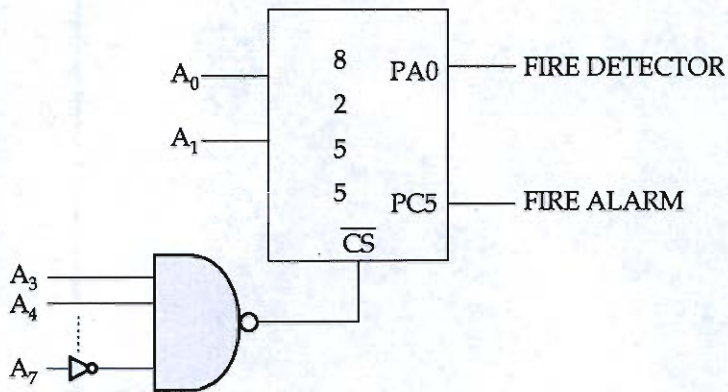 A0
A1
8
2
5
5
PA0
PC5
CS
FIRE DETECTOR
FIRE ALARM
A3
A4
A7